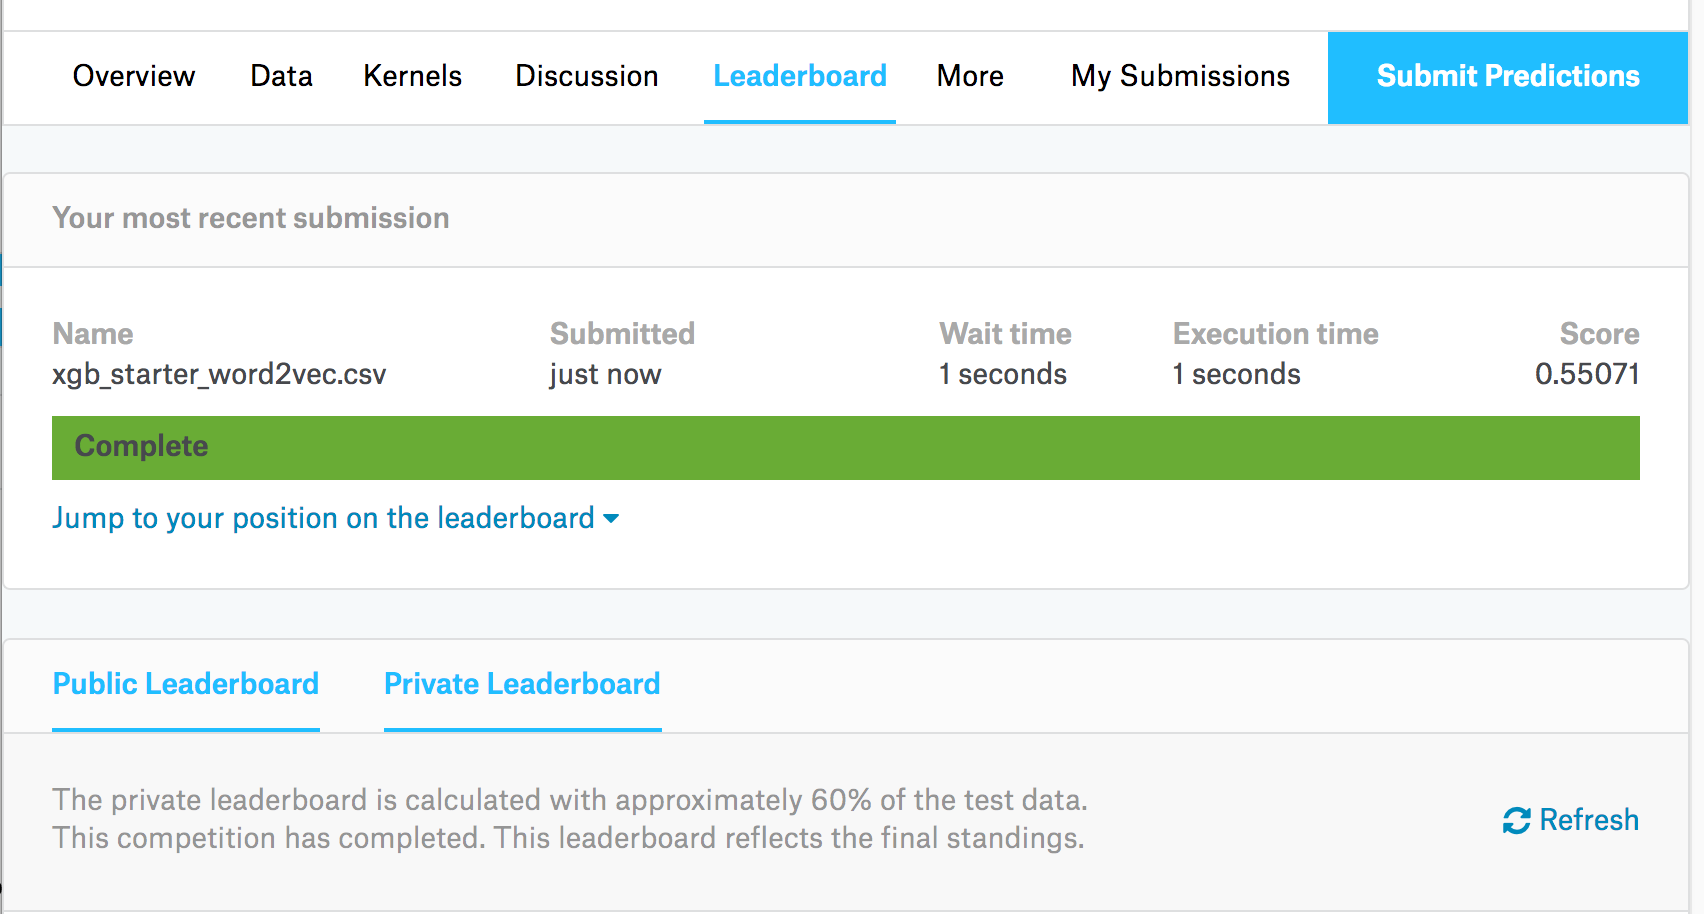 Overview Data Kernels Discussion Leaderboard More My Submissions Submit Predictions
Your most recent submission
Name Submitted Wait time Execution time Score
xgb_starter_word2vec.csv just now 1 seconds 1 seconds 0.55071
Complete
Jump to your position on the leaderboard
Public Leaderboard Private Leaderboard
The private leaderboard is calculated with approximately 60% of the test data.
This competition has completed. This leaderboard reflects the final standings.
Refresh